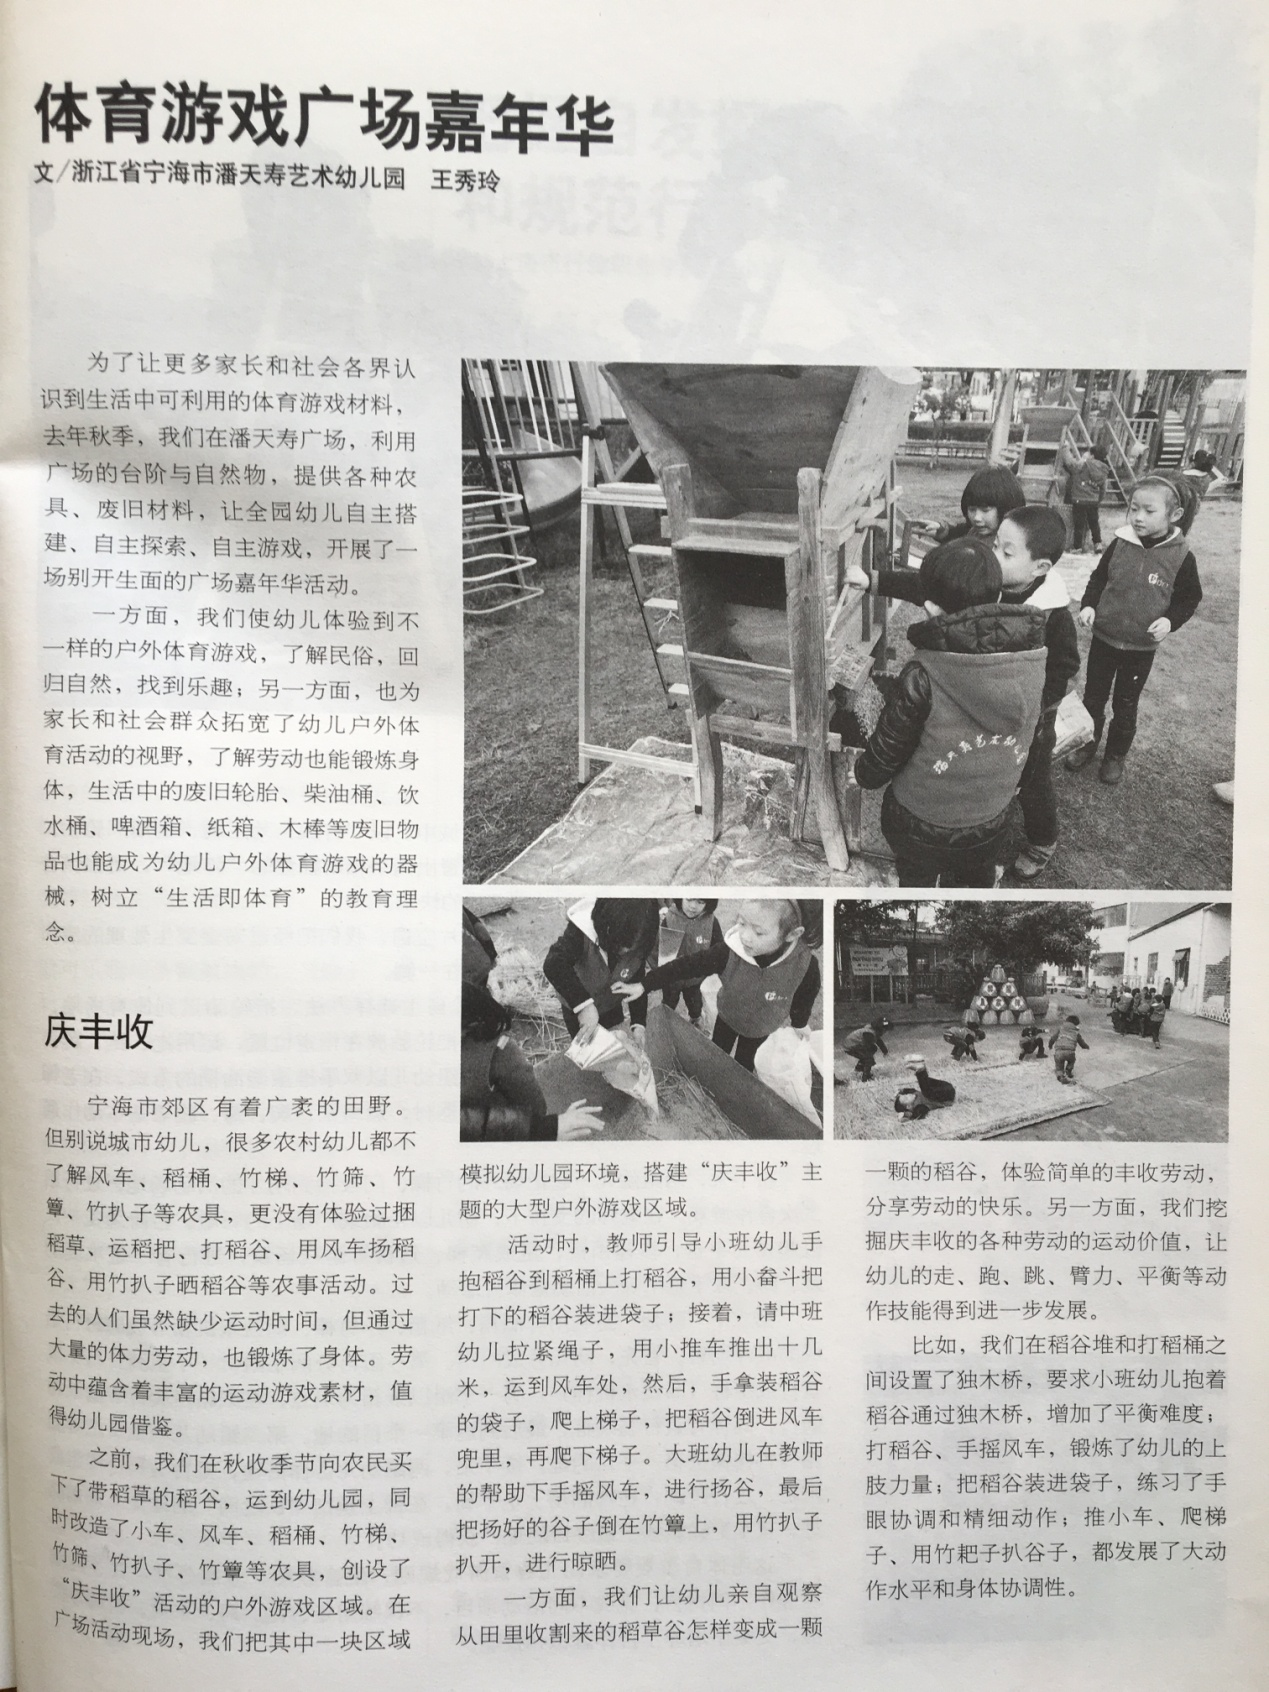 体育游戏广场嘉年华
文/浙江省宁海市潘天寿艺术幼儿园　王秀玲
为了让更多家长和社会各界认
识到生活中可利用的体育游戏材料，
去年秋季，我们在潘天寿广场，利用
广场的台阶与自然物，提供各种农
具、废旧材料，让全园幼儿自主搭
建、自主探索、自主游戏，开展了一
场别开生面的广场嘉年华活动。
一方面，我们使幼儿体验到不
一样的户外体育游戏，了解民俗，回
归自然，找到乐趣；另一方面，也为
家长和社会群众拓宽了幼儿户外体
育活动的视野，了解劳动也能锻炼身
体，生活中的废旧轮胎、柴油桶、饮
水桶、啤酒箱、纸箱、木棒等废旧物
品也能成为幼儿户外体育游戏的器
械，树立“生活即体育”的教育理
念。
庆丰收
宁海市郊区有着广袤的田野。
但别说城市幼儿，很多农村幼儿都不
了解风车、稻桶、竹梯、竹筛、竹
簟、竹扒子等农具，更没有体验过捆
稻草、运稻把、打稻谷、用风车扬稻
谷、用竹扒子晒稻谷等农事活动。过
去的人们虽然缺少运动时间，但通过
大量的体力劳动，也锻炼了身体。劳
动中蕴含着丰富的运动游戏素材，值
得幼儿园借鉴。
之前，我们在秋收季节向农民买
下了带稻草的稻谷，运到幼儿园，同
时改造了小车、风车、稻桶、竹梯、
竹筛、竹扒子、竹簟等农具，创设了
“庆丰收”活动的户外游戏区域。在
广场活动现场，我们把其中一块区域
模拟幼儿园环境，搭建“庆丰收”主
题的大型户外游戏区域。
活动时，教师引导小班幼儿手
抱稻谷到稻桶上打稻谷，用小畚斗把
打下的稻谷装进袋子；接着，请中班
幼儿拉紧绳子，用小推车推出十几
米，运到风车处，然后，手拿装稻谷
的袋子，爬上梯子，把稻谷倒进风车
兜里，再爬下梯子。大班幼儿在教师
的帮助下手摇风车，进行扬谷，最后
把扬好的谷子倒在竹簟上，用竹扒子
扒开，进行晾晒。
一方面，我们让幼儿亲自观察
从田里收割来的稻草谷怎样变成一颗
一颗的稻谷，体验简单的丰收劳动，
分享劳动的快乐。另一方面，我们挖
掘庆丰收的各种劳动的运动价值，让
幼儿的走、跑、跳、臂力、平衡等动
作技能得到进一步发展。
比如，我们在稻谷堆和打稻桶之
间设置了独木桥，要求小班幼儿抱着
稻谷通过独木桥，增加了平衡难度；
打稻谷、手摇风车，锻炼了幼儿的上
肢力量；把稻谷装进袋子，练习了手
眼协调和精细动作；推小车、爬梯
子、用竹耙子扒谷子，都发展了大动
作水平和身体协调性。